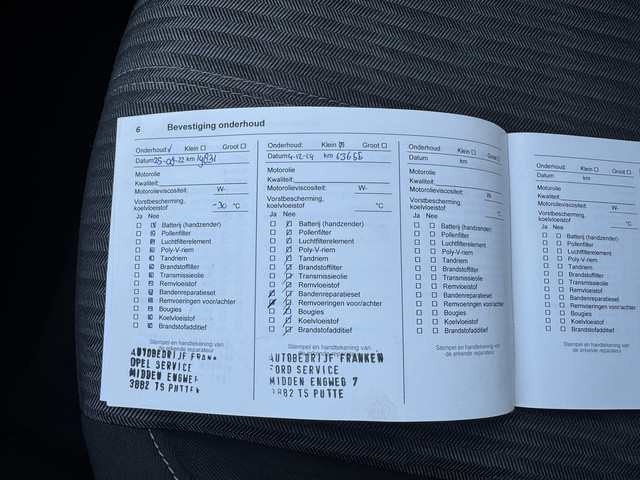 6 Bevestiging onderhoud
Onderhoud: Klein Groot
Datum 25-08-22 km 19831
Motorolie
Kwaliteit:
Motorolieviscositeit: W-
Vorstbescherming,
koelvloeistof -30 °C
Ja Nee
Batterij (handzender)
Pollenfilter
Luchtfilterelement
Poly-V-riem
Tandriem
Brandstoffilter
Transmissieolie
Remvloeistof
Bandenreparatieset
Remvoeringen voor/achter
Bougies
Koelvloeistof
Brandstofadditief
Stempel en handtekening van
de erkende reparateur
AUTOBEDRIJF FRANK
OPEL SERVICE
MIDDEN ENGWE
3882 TS PUTTE
Onderhoud: Klein Groot
Datum 4-12-24 km 63655
Motorolie
Kwaliteit:
Motorolieviscositeit: W-
Vorstbescherming,
koelvloeistof °C
Ja Nee
Batterij (handzender)
Pollenfilter
Luchtfilterelement
Poly-V-riem
Tandriem
Brandstoffilter
Transmissieolie
Remvloeistof
Bandenreparatieset
Remvoeringen voor/achter
Bougies
Koelvloeistof
Brandstofadditief
Stempel en handtekening van
AUTOBEDRIJF FRANKEN
FORD SERVICE
MIDDEN ENGWEG 7
3882 TS PUTTE
Onderhoud: Klein Groot
Datum km
Motorolie
Kwaliteit:
Motorolieviscositeit: W-
Vorstbescherming,
koelvloeistof °C
Ja Nee
Batterij (handzender)
Pollenfilter
Luchtfilterelement
Poly-V-riem
Tandriem
Brandstoffilter
Transmissieolie
Remvloeistof
Bandenreparatieset
Remvoeringen voor/achter
Bougies
Koelvloeistof
Brandstofadditief
Stempel en handtekening van
de erkende reparateur
Onderhoud: Klein
Datum km
Motorolie
Kwaliteit:
Motorolieviscositeit: W-
Vorstbescherming,
koelvloeistof
Ja Nee
Batterij (handzender)
Pollenfilter
Luchtfilterelement
Poly-V-riem
Tandriem
Brandstoffilter
Transmissieolie
Remvloeistof
Bandenreparatieset
Remvoeringen voor/achter
Bougies
Koelvloeistof
Brandstofadditief
Stempel en handtekening van
de erkende reparateur